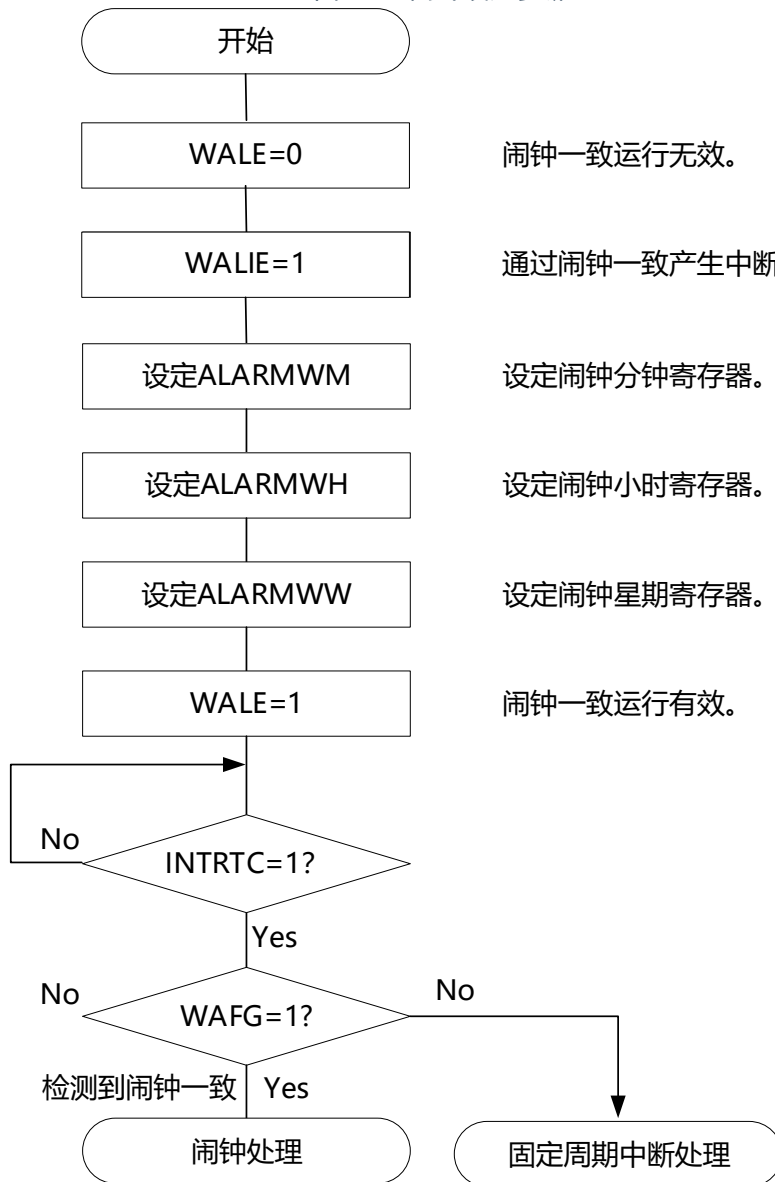 开始
WALE=0 闹钟一致运行无效。
WALIE=1 通过闹钟一致产生中断
设定ALARMWM 设定闹钟分钟寄存器。
设定ALARMWH 设定闹钟小时寄存器。
设定ALARMWW 设定闹钟星期寄存器。
WALE=1 闹钟一致运行有效。
No
INTRTC=1?
Yes
No
WAFG=1?
No
检测到闹钟一致 Yes
闹钟处理
固定周期中断处理